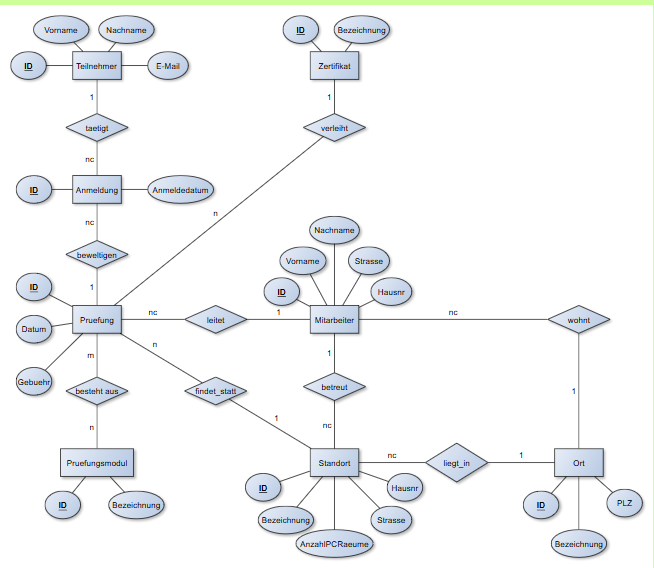 Vorname
Nachname
ID
Bezeichnung
ID
Teilnehmer
E-Mail
Zertifikat
1
1
taetigt
verleiht
nc
ID
Anmeldung
Anmeldedatum
n
nc
Nachname
beweltigen
Vorname
Strasse
ID
1
ID
Hausnr
nc
1
nc
Pruefung
leitet
Mitarbeiter
wohnt
Datum
n
m
1
Gebuehr
besteht aus
findet_statt
betreut
1
1
n
nc
nc
1
Pruefungsmodul
Standort
liegt_in
Ort
ID
Hausnr
ID
Bezeichnung
ID
PLZ
Bezeichnung
Strasse
AnzahlPCRaeume
Bezeichnung